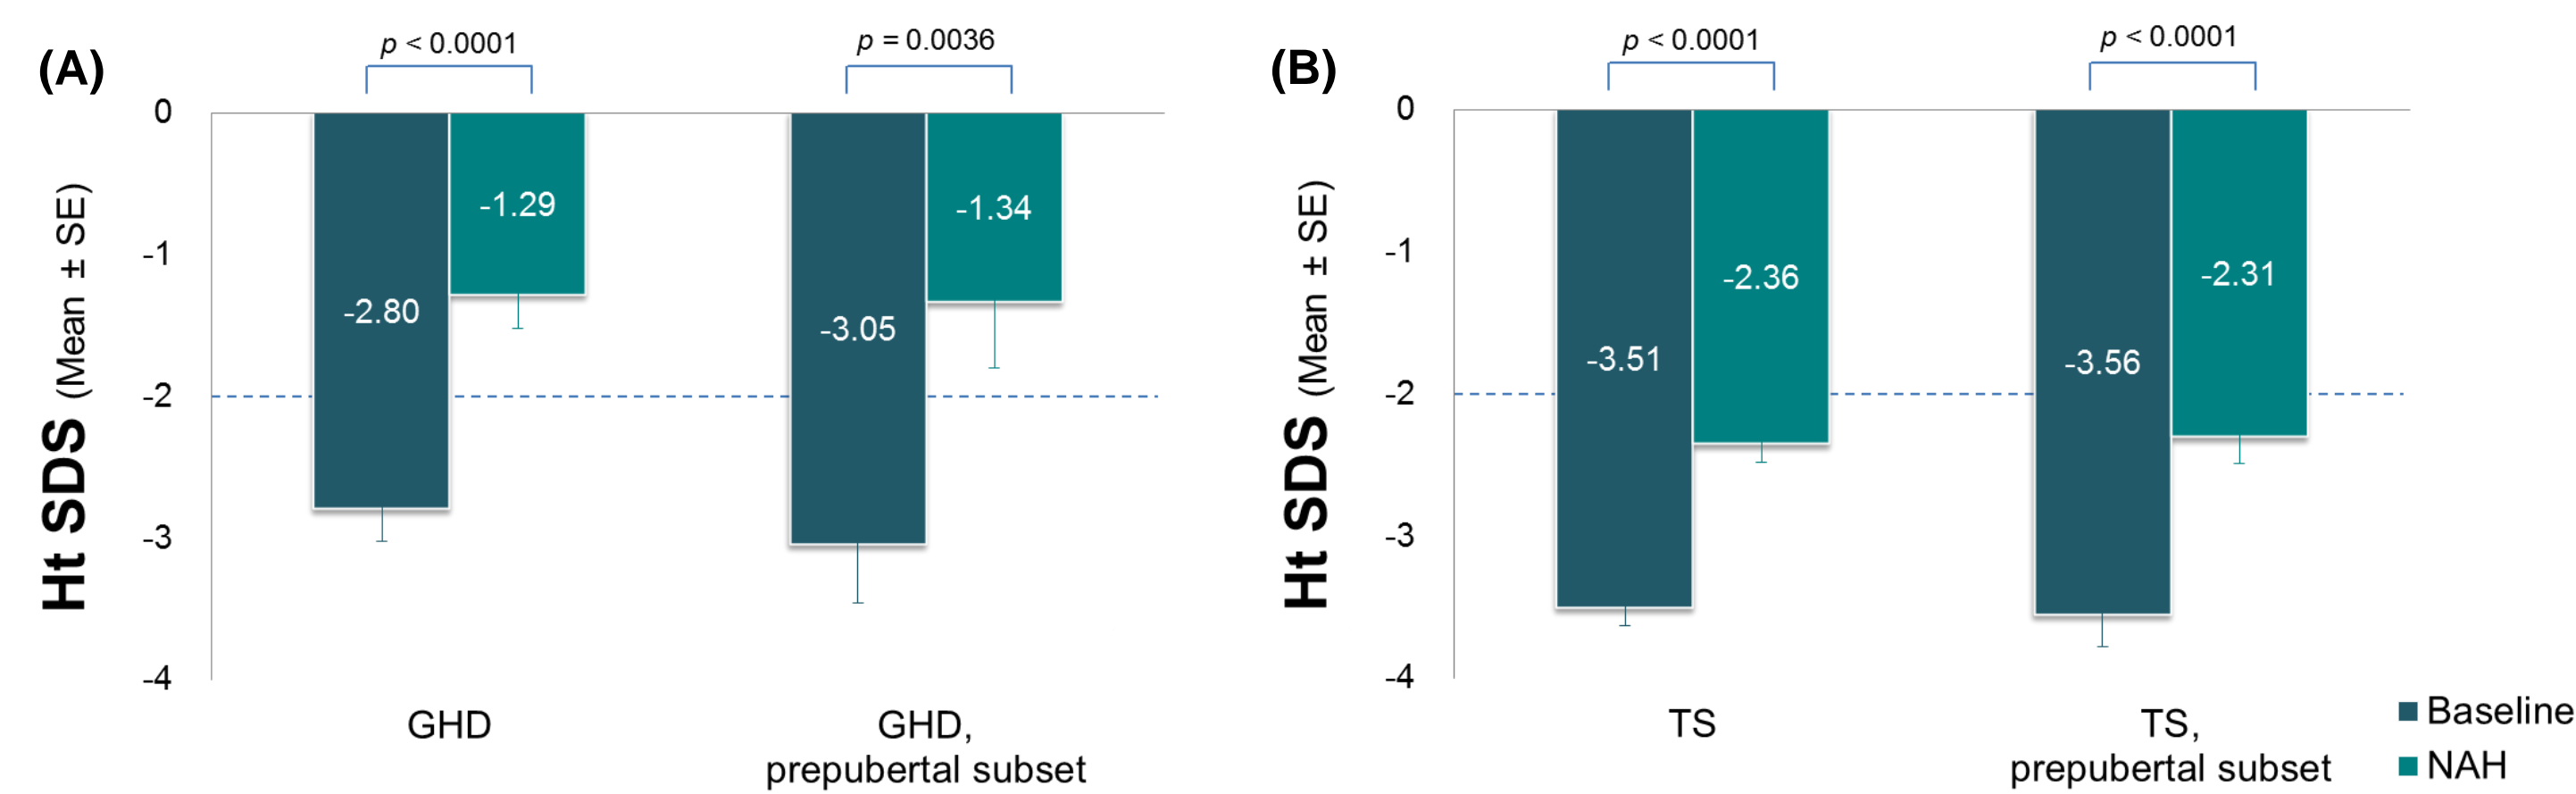 (A)
p < 0.0001
p = 0.0036
Ht SDS (Mean ± SE)
0
-1
-2
-3
-4
-2.80
-1.29
-3.05
-1.34
GHD
GHD,
prepubertal subset
(B)
p < 0.0001
p < 0.0001
Ht SDS (Mean ± SE)
0
-1
-2
-3
-4
-3.51
-2.36
-3.56
-2.31
TS
TS,
prepubertal subset
Baseline
NAH